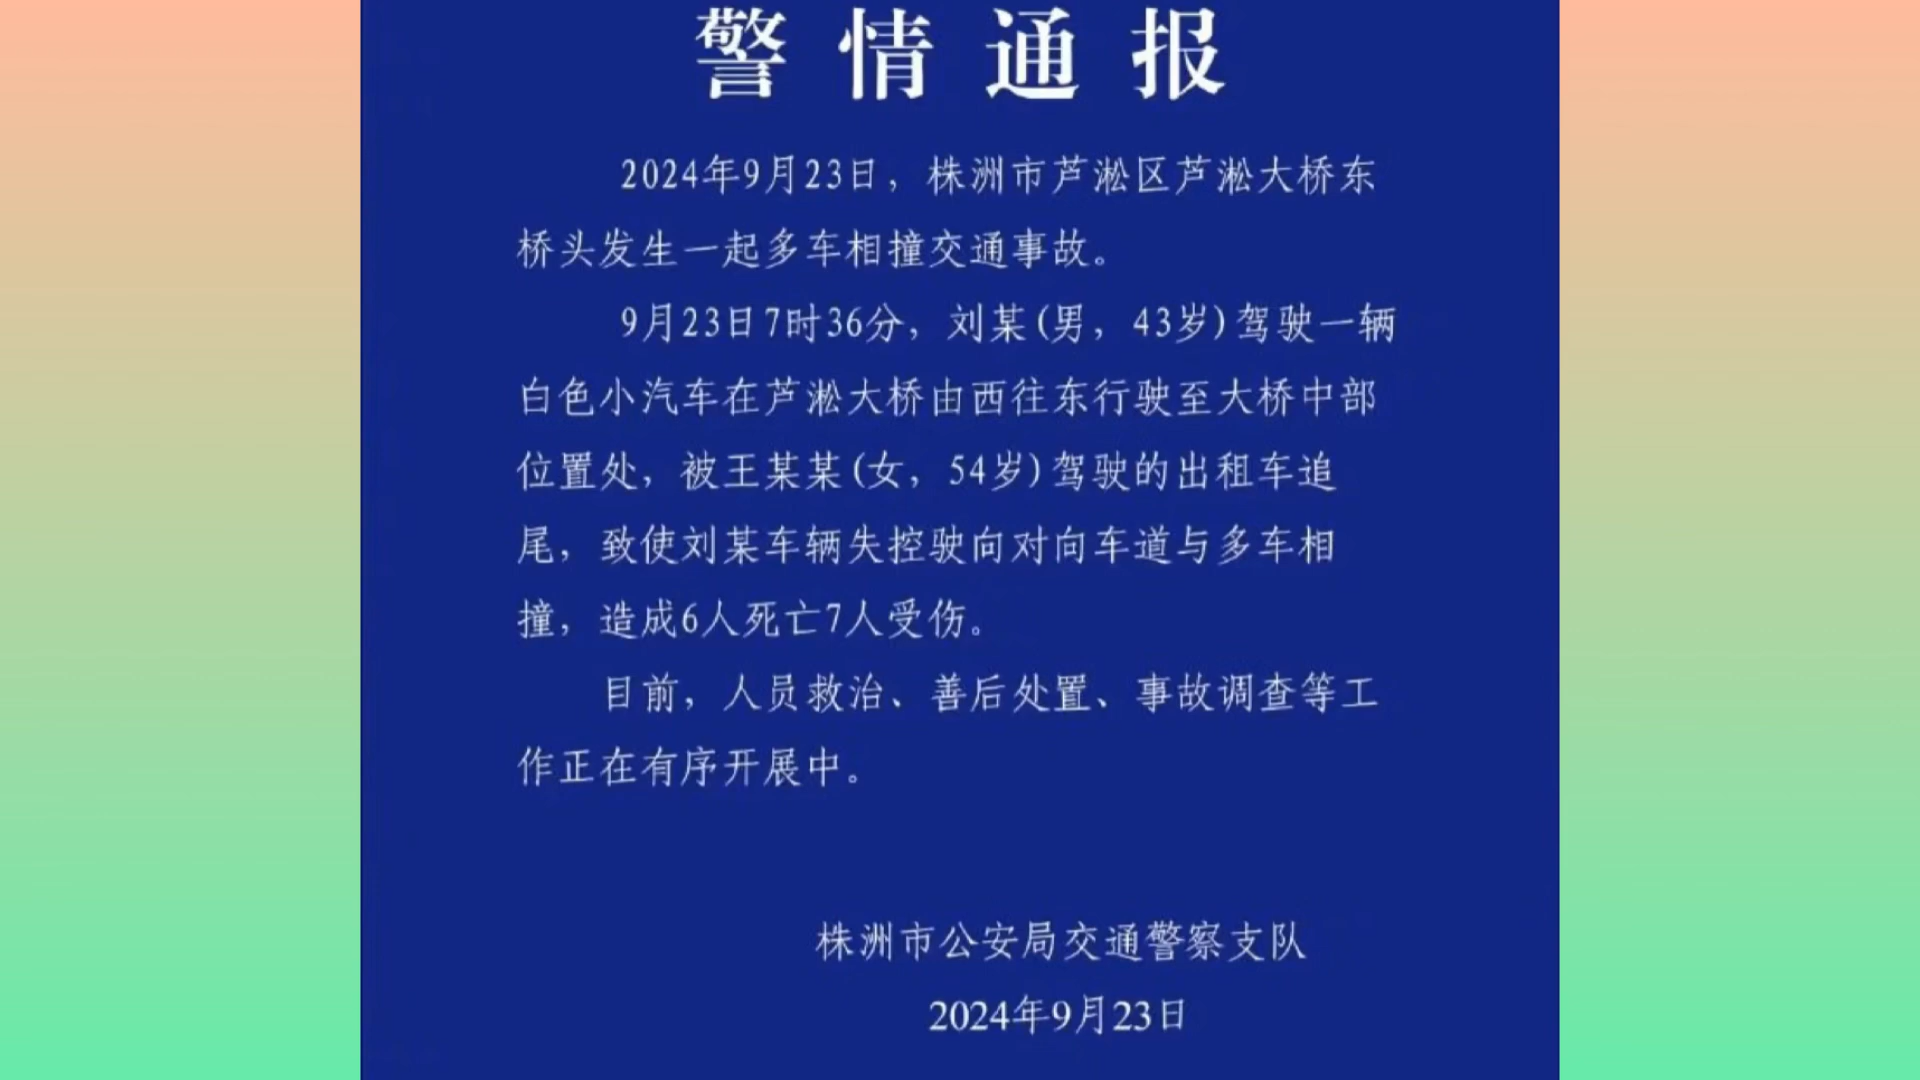 警情通报
2024年9月23日，株洲市芦淞区芦淞大桥东
桥头发生一起多车相撞交通事故。
9月23日7时36分，刘某(男，43岁)驾驶一辆
白色小汽车在芦淞大桥由西往东行驶至大桥中部
位置处，被王某某(女，54岁)驾驶的出租车追
尾，致使刘某车辆失控驶向对向车道与多车相
撞，造成6人死亡7人受伤。
目前，人员救治、善后处置、事故调查等工
作正在有序开展中。
株洲市公安局交通警察支队
2024年9月23日